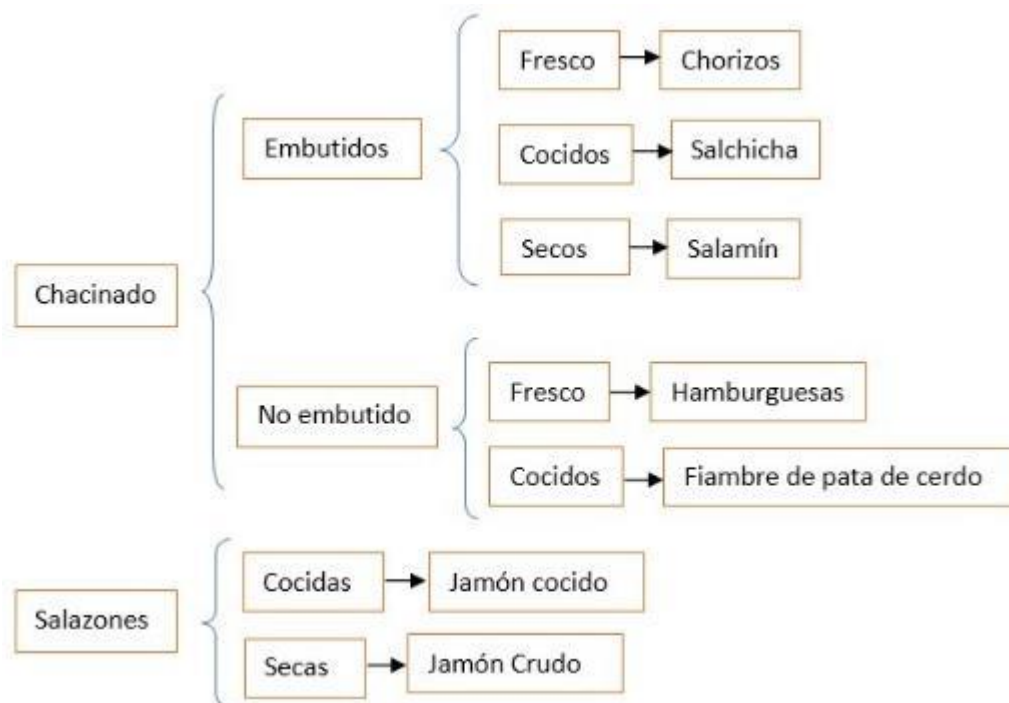 Chacinado
Embutidos
Fresco
Chorizos
Cocidos
Salchicha
Secos
Salamín
No embutido
Fresco
Hamburguesas
Cocidos
Fiambre de pata de cerdo
Salazones
Cocidas
Jamón cocido
Secas
Jamón Crudo